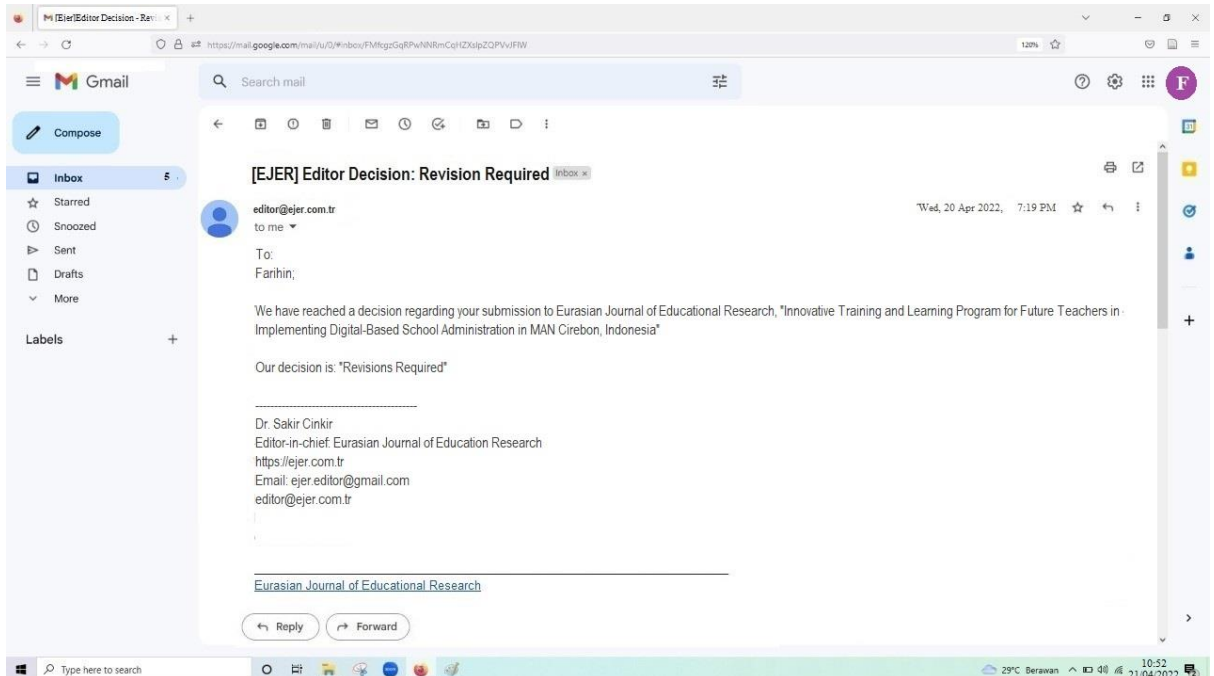 M [Ejer]Editor Decision - Revi × +
https://mail.google.com/mail/u/0/#inbox/FMfcgzGqRPwNNRmCqHZXslpZQPVvJFlW 120%
Gmail
Search mail
F
Compose
31
Inbox 5
Starred
Snoozed
Sent
Drafts
More
Labels +
[EJER] Editor Decision: Revision Required Inbox ×
editor@ejer.com.tr Wed, 20 Apr 2022, 7:19 PM
to me
To:
Farihin;
We have reached a decision regarding your submission to Eurasian Journal of Educational Research, "Innovative Training and Learning Program for Future Teachers in
Implementing Digital-Based School Administration in MAN Cirebon, Indonesia"
Our decision is: "Revisions Required"
------------------------------------------
Dr. Sakir Cinkir
Editor-in-chief: Eurasian Journal of Education Research
https://ejer.com.tr
Email: ejer.editor@gmail.com
editor@ejer.com.tr
Eurasian Journal of Educational Research
Reply Forward
Type here to search
29°C Berawan 10:52
21/04/2022